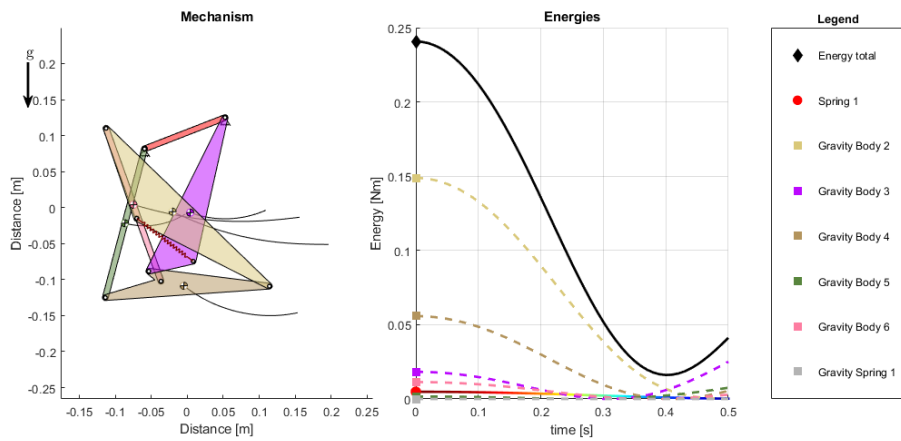 Mechanism
g
0.2
0.15
0.1
0.05
0
-0.05
-0.1
-0.15
-0.2
-0.25
Distance [m]
-0.15
-0.1
-0.05
0
0.05
0.1
0.15
0.2
0.25
Distance [m]
Energies
0.25
0.2
0.15
0.1
0.05
0
Energy [Nm]
0
0.1
0.2
0.3
0.4
0.5
time [s]
Legend
Energy total
Spring 1
Gravity Body 2
Gravity Body 3
Gravity Body 4
Gravity Body 5
Gravity Body 6
Gravity Spring 1